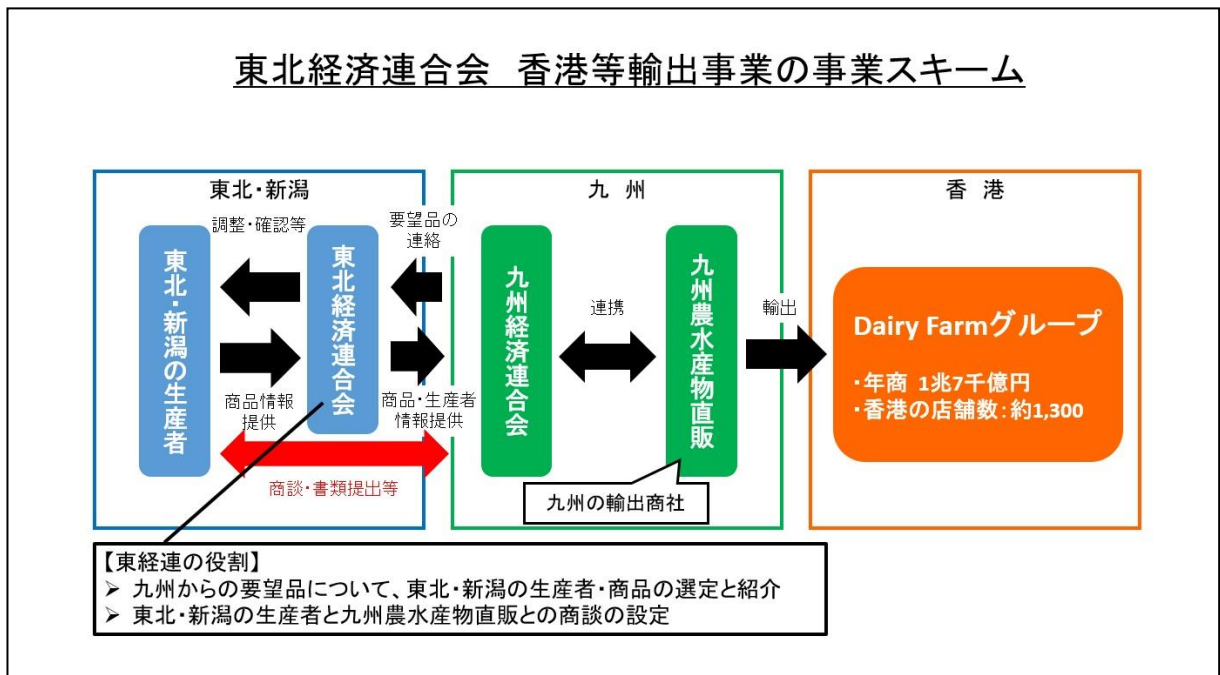 東北経済連合会　香港等輸出事業の事業スキーム
東北・新潟
調整・確認等
東北・新潟の生産者
東北経済連合会
商品情報
提供
要望品の
連絡
商品・生産者
情報提供
商談・書類提出等
九　州
九州経済連合会
連携
九州農水産物直販
九州の輸出商社
輸出
香　港
Dairy Farmグループ
・年商 1兆7千億円
・香港の店舗数：約1,300
【東経連の役割】
➢ 九州からの要望品について、東北・新潟の生産者・商品の選定と紹介
➢ 東北・新潟の生産者と九州農水産物直販との商談の設定